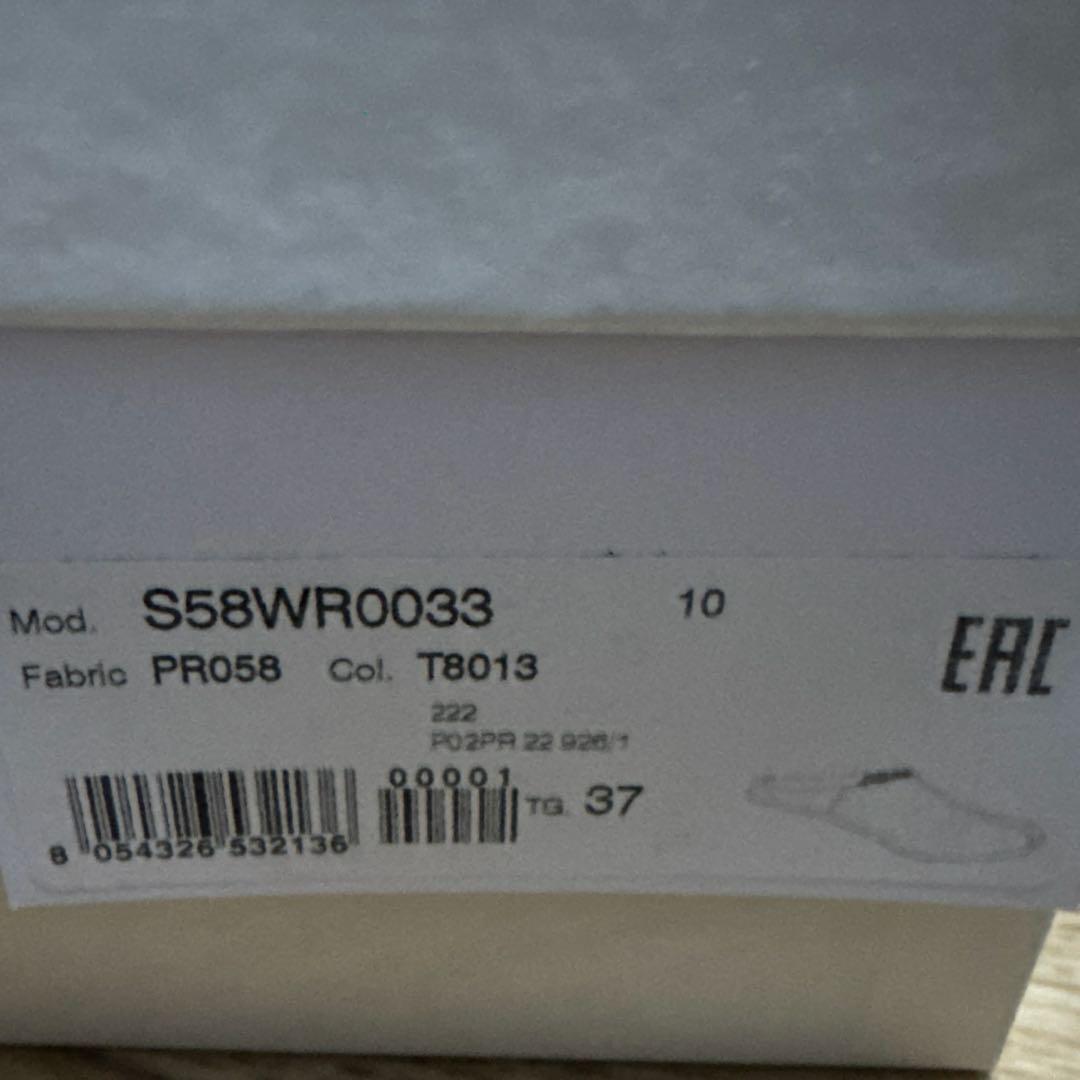 Mod. S58WR0033 10
EAC
Fabric PR058 Col. T8013
222
P02PR 22 926/1
00001
TG. 37
8 054326 532136